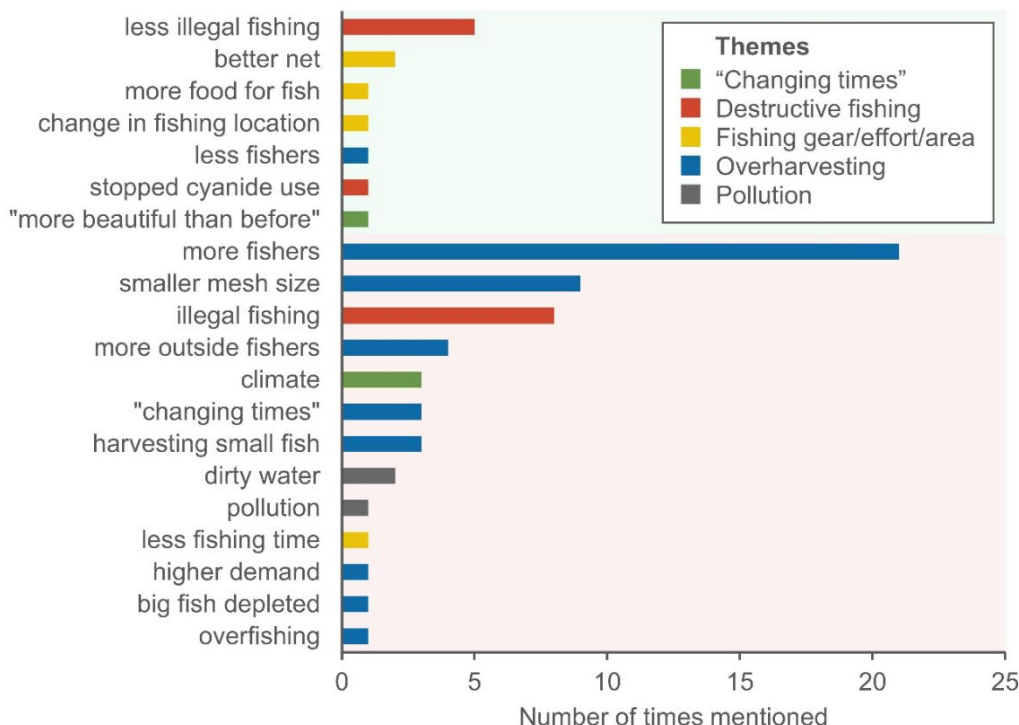 less illegal fishing
better net
more food for fish
change in fishing location
less fishers
stopped cyanide use
"more beautiful than before"
more fishers
smaller mesh size
illegal fishing
more outside fishers
climate
"changing times"
harvesting small fish
dirty water
pollution
less fishing time
higher demand
big fish depleted
overfishing
Themes
“Changing times”
Destructive fishing
Fishing gear/effort/area
Overharvesting
Pollution
0 5 10 15 20 25
Number of times mentioned